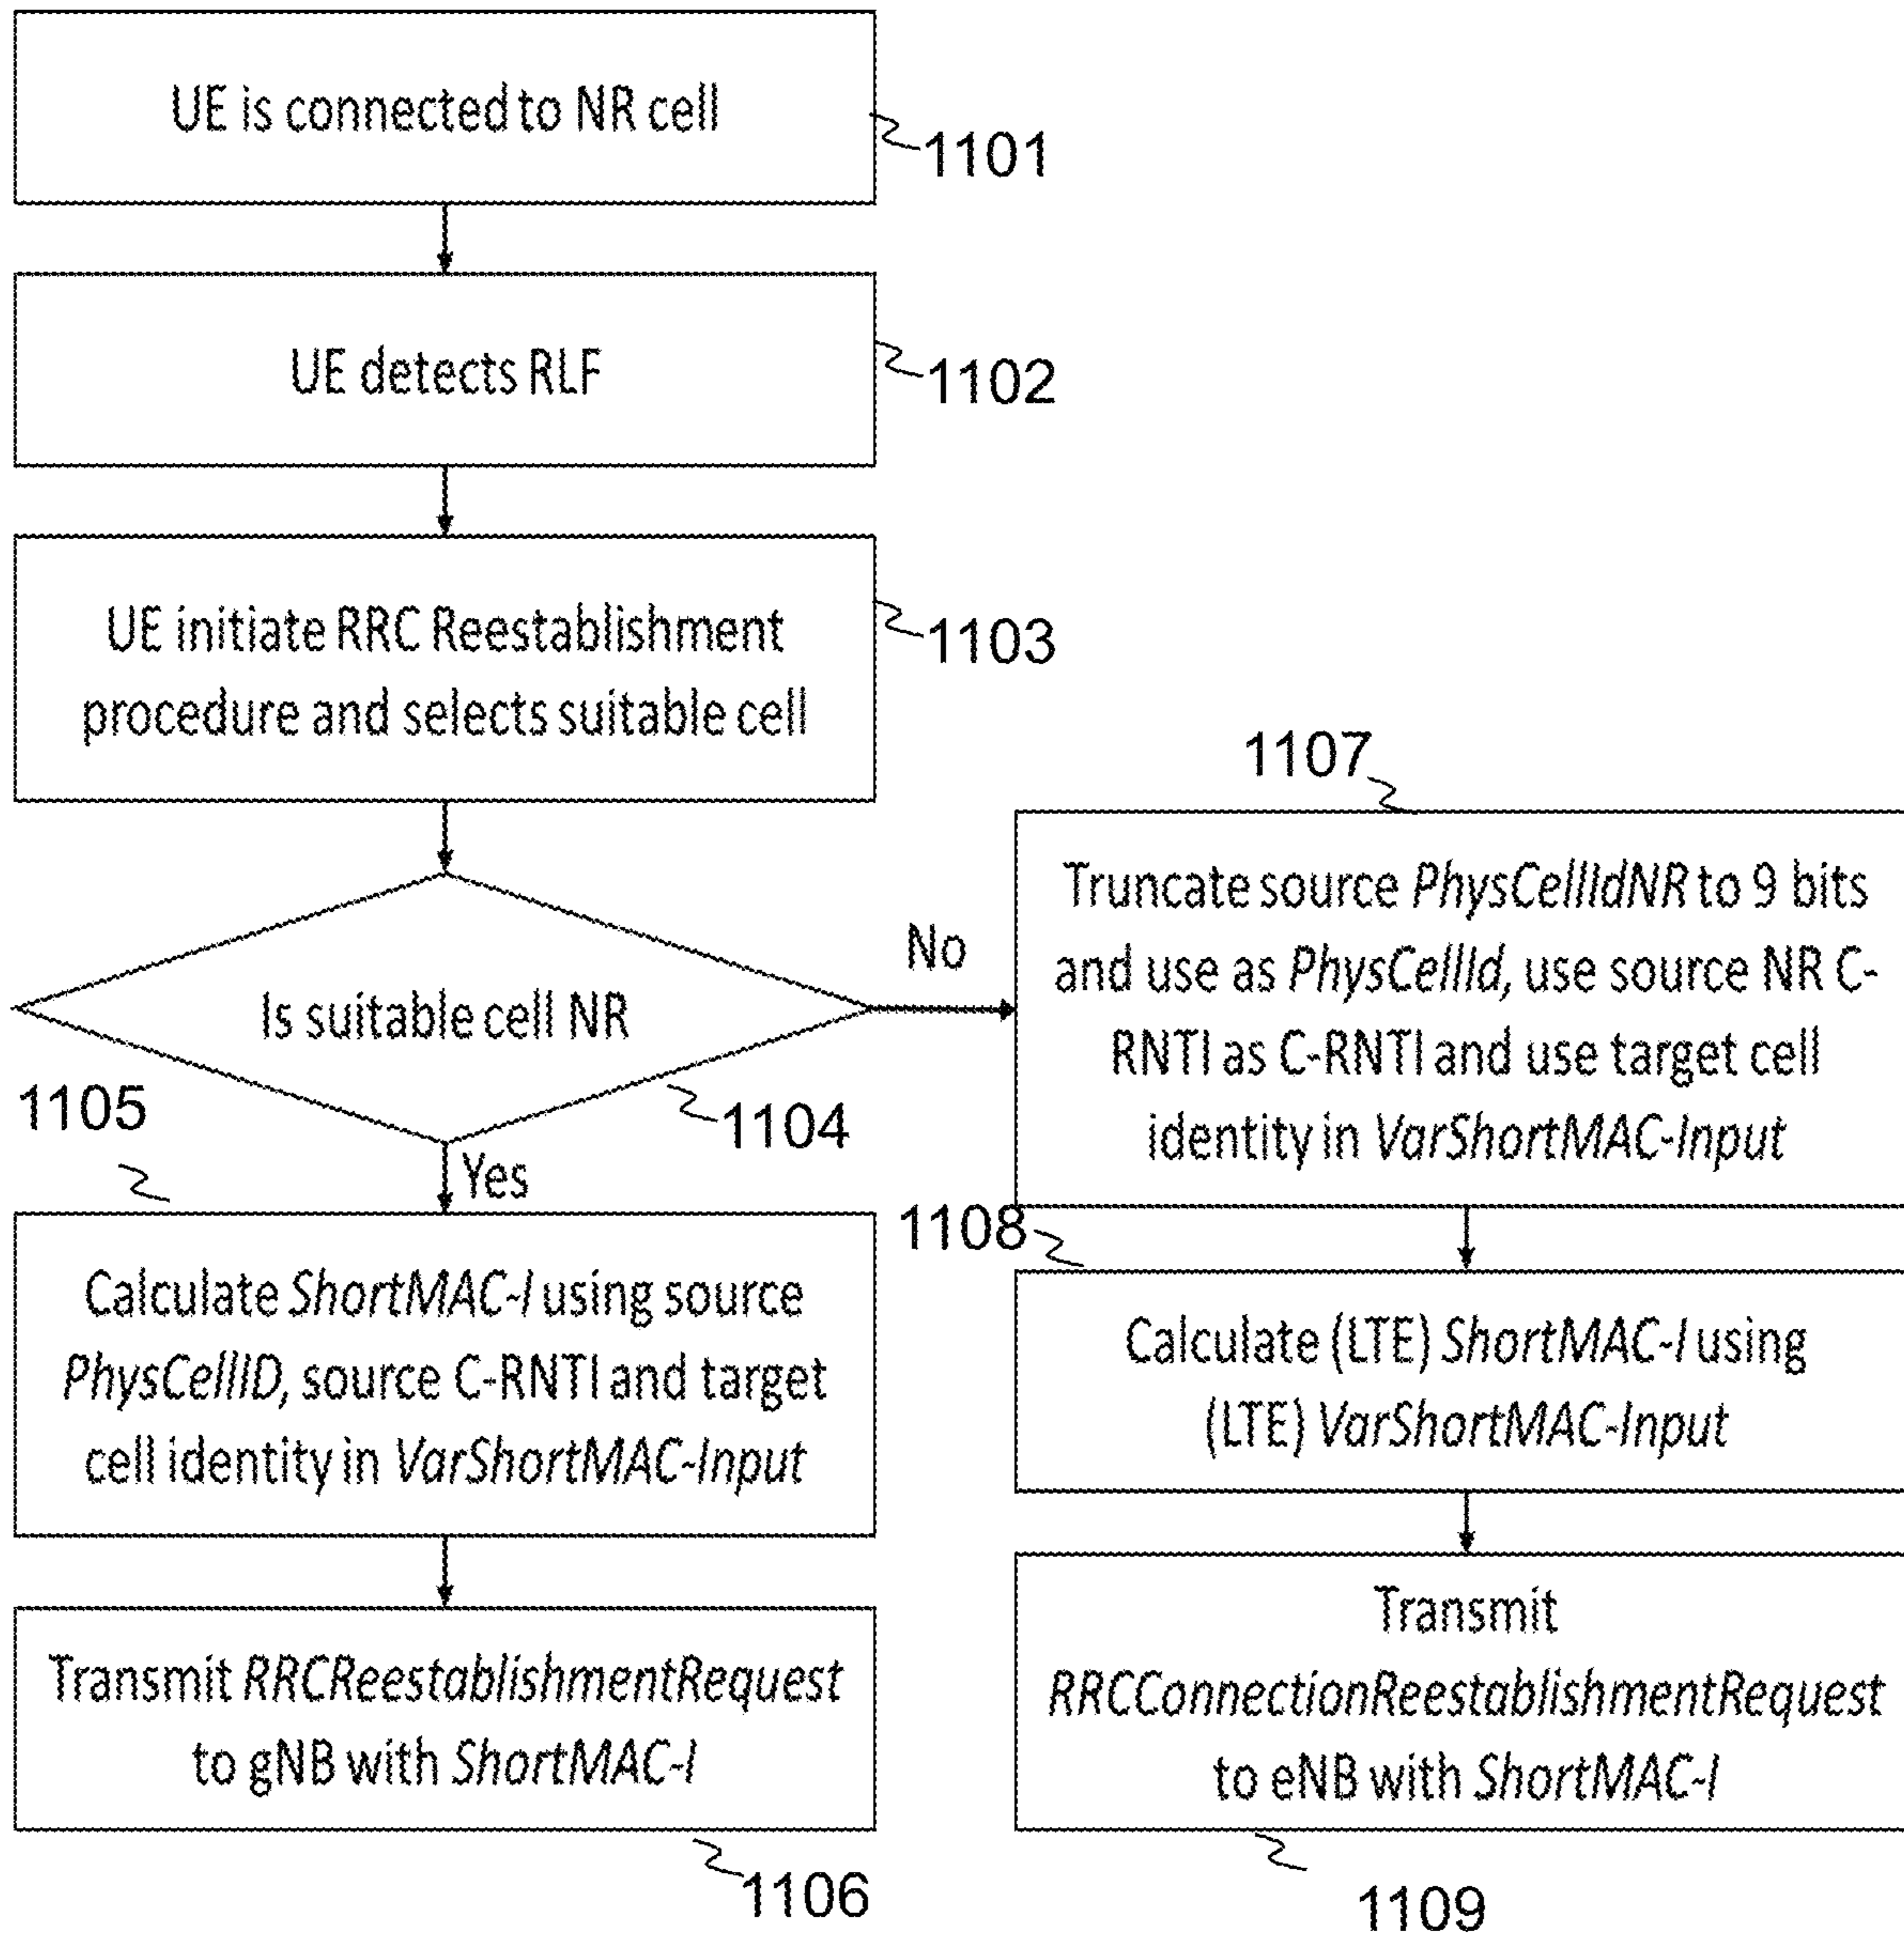 UE is connected to NR cell
1101
UE detects RLF
1102
UE initiate RRC Reestablishment
procedure and selects suitable cell
1103
Is suitable cell NR
1104
No
Yes
1105
Calculate ShortMAC-I using source
PhysCellID, source C-RNTI and target
cell identity in VarShortMAC-Input
Transmit RRCReestablishmentRequest
to gNB with ShortMAC-I
1106
1107
Truncate source PhysCellIdNR to 9 bits
and use as PhysCellId, use source NR C-
RNTI as C-RNTI and use target cell
identity in VarShortMAC-Input
1108
Calculate (LTE) ShortMAC-I using
(LTE) VarShortMAC-Input
Transmit
RRCConnectionReestablishmentRequest
to eNB with ShortMAC-I
1109